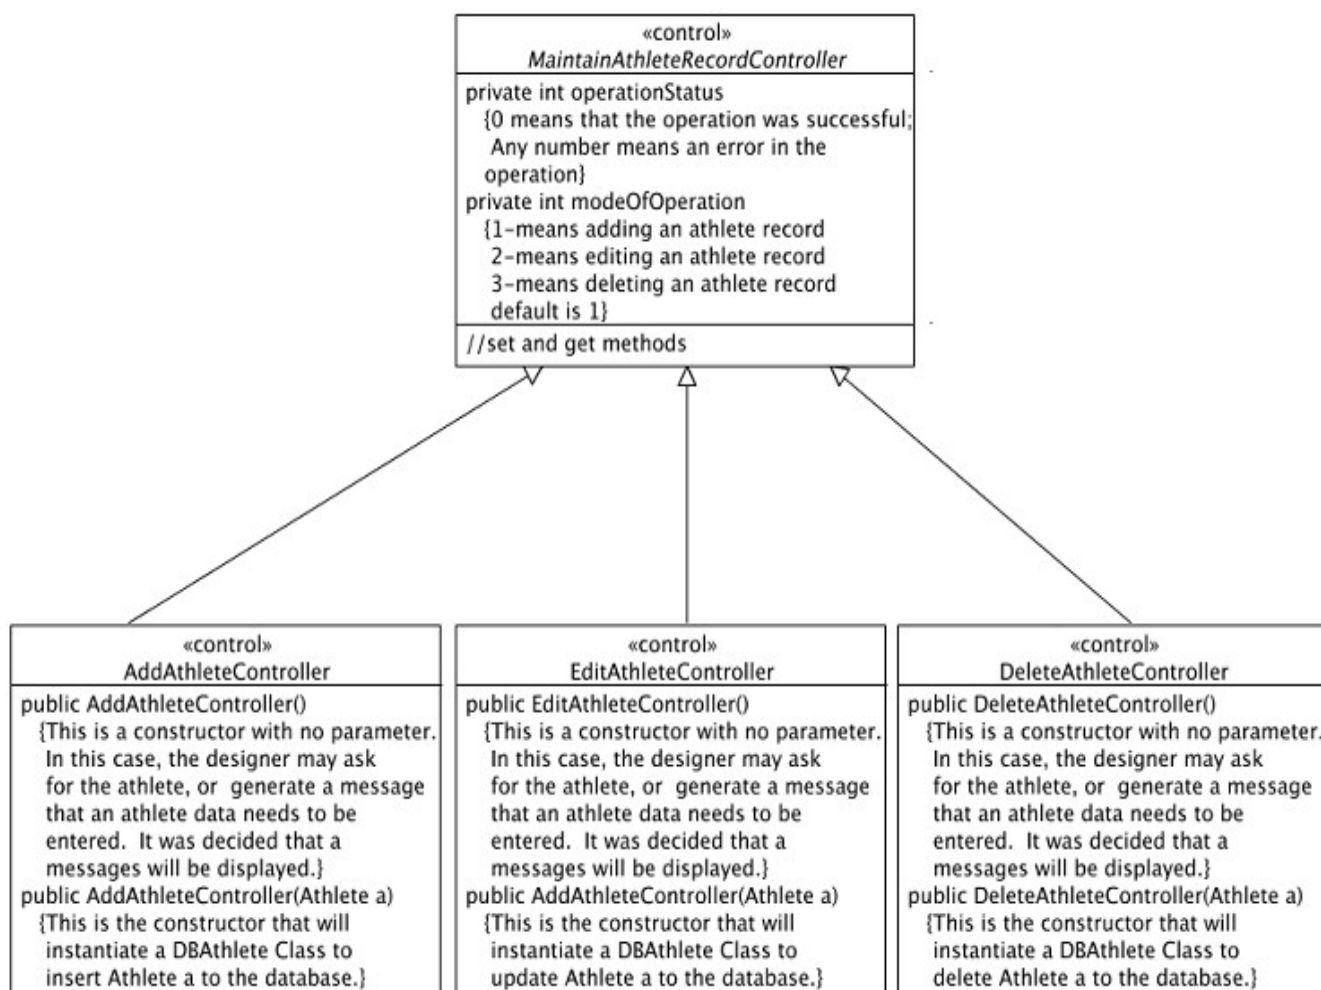 «control»
MaintainAthleteRecordController
private int operationStatus
{0 means that the operation was successful;
Any number means an error in the
operation}
private int modeOfOperation
{1-means adding an athlete record
2-means editing an athlete record
3-means deleting an athlete record
default is 1}
//set and get methods
«control»
AddAthleteController
public AddAthleteController()
{This is a constructor with no parameter.
In this case, the designer may ask
for the athlete, or generate a message
that an athlete data needs to be
entered. It was decided that a
messages will be displayed.}
public AddAthleteController(Athlete a)
{This is the constructor that will
instantiate a DBAthlete Class to
insert Athlete a to the database.}
«control»
EditAthleteController
public EditAthleteController()
{This is a constructor with no parameter.
In this case, the designer may ask
for the athlete, or generate a message
that an athlete data needs to be
entered. It was decided that a
messages will be displayed.}
public AddAthleteController(Athlete a)
{This is the constructor that will
instantiate a DBAthlete Class to
update Athlete a to the database.}
«control»
DeleteAthleteController
public DeleteAthleteController()
{This is a constructor with no parameter.
In this case, the designer may ask
for the athlete, or generate a message
that an athlete data needs to be
entered. It was decided that a
messages will be displayed.}
public DeleteAthleteController(Athlete a)
{This is the constructor that will
instantiate a DBAthlete Class to
delete Athlete a to the database.}